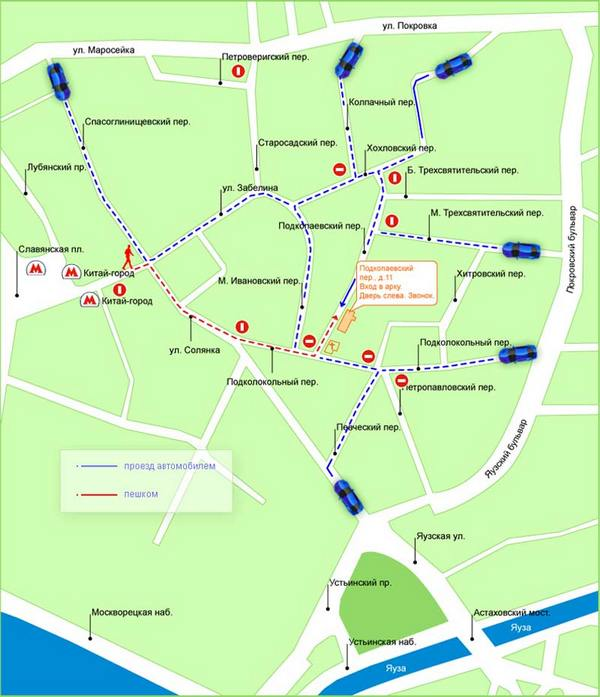 ул. Покровка
ул. Маросейка
Петроверигский пер.
Колпачный пер.
Спасоглинищевский пер.
Старосадский пер.
Хохловский пер.
Лубянский пр.
Б. Трехсвятительский пер.
ул. Забелина
М. Трехсвятительский пер.
Подкопаевский пер.
Покровский бульвар
Славянская пл.
Китай-город
Подкопаевский
пер., д.11
Вход в арку.
Дверь слева. Звонок.
Хитровский пер.
М. Ивановский пер.
Китай-город
ул. Солянка
Подколокольный пер.
Подколокольный пер.
Петропавловский пер.
Певческий пер.
Яузский бульвар
проезд автомобилем
пешком
Яузская ул.
Устьинский пр.
Москворецкая наб.
Астаховский мост.
Яуза
Устьинская наб.
Яуза